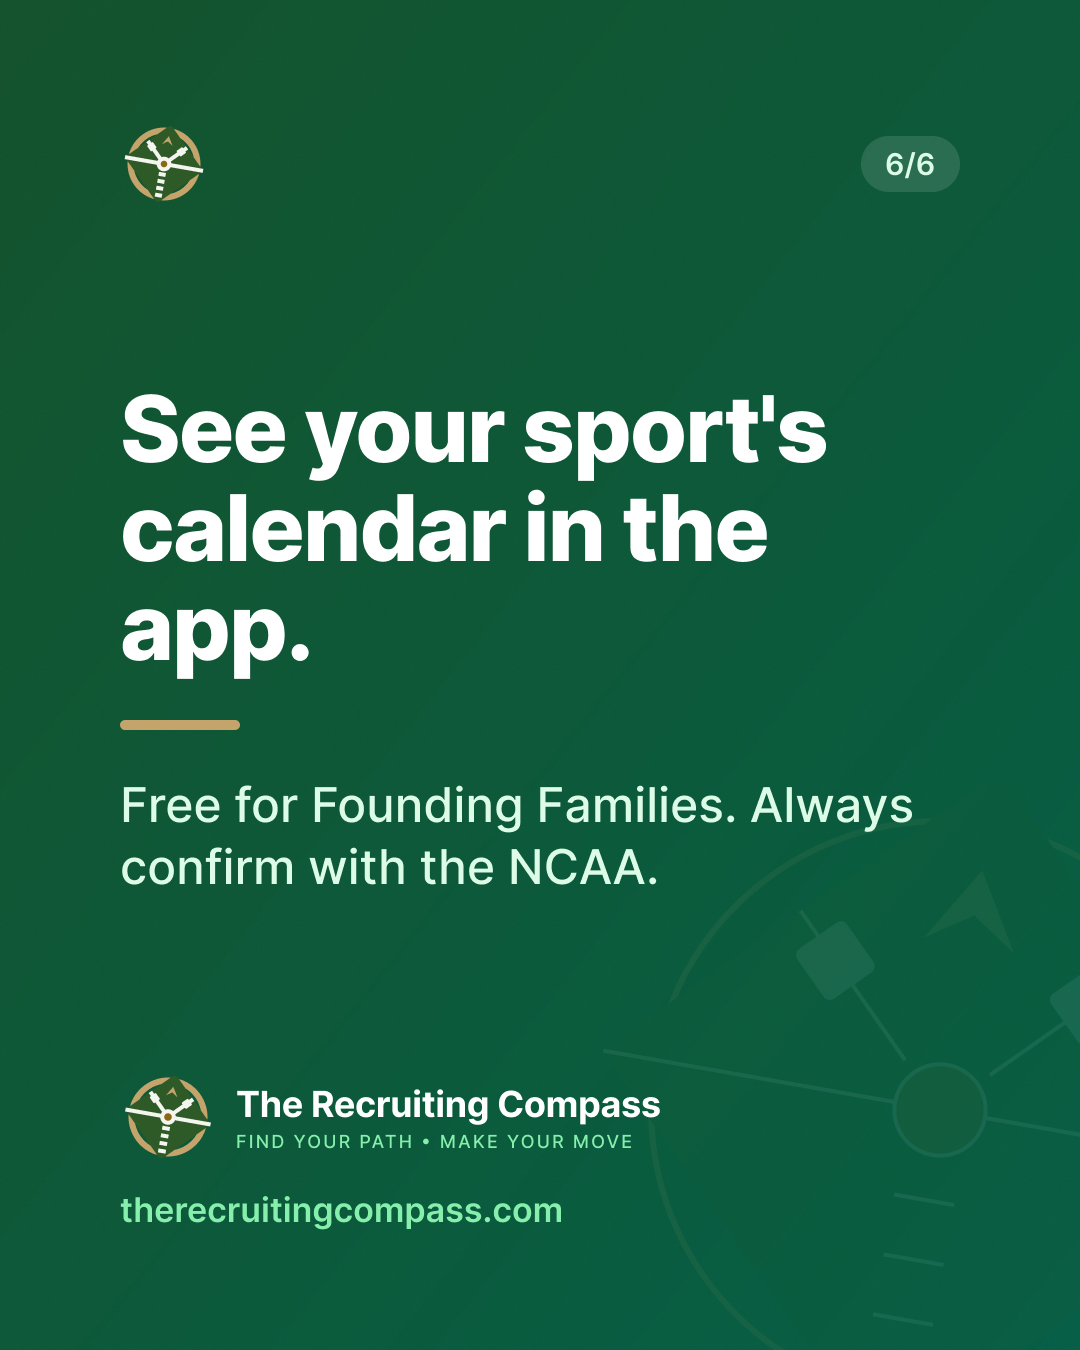 6/6
See your sport's
calendar in the
app.
Free for Founding Families. Always
confirm with the NCAA.
The Recruiting Compass
FIND YOUR PATH • MAKE YOUR MOVE
therecruitingcompass.com